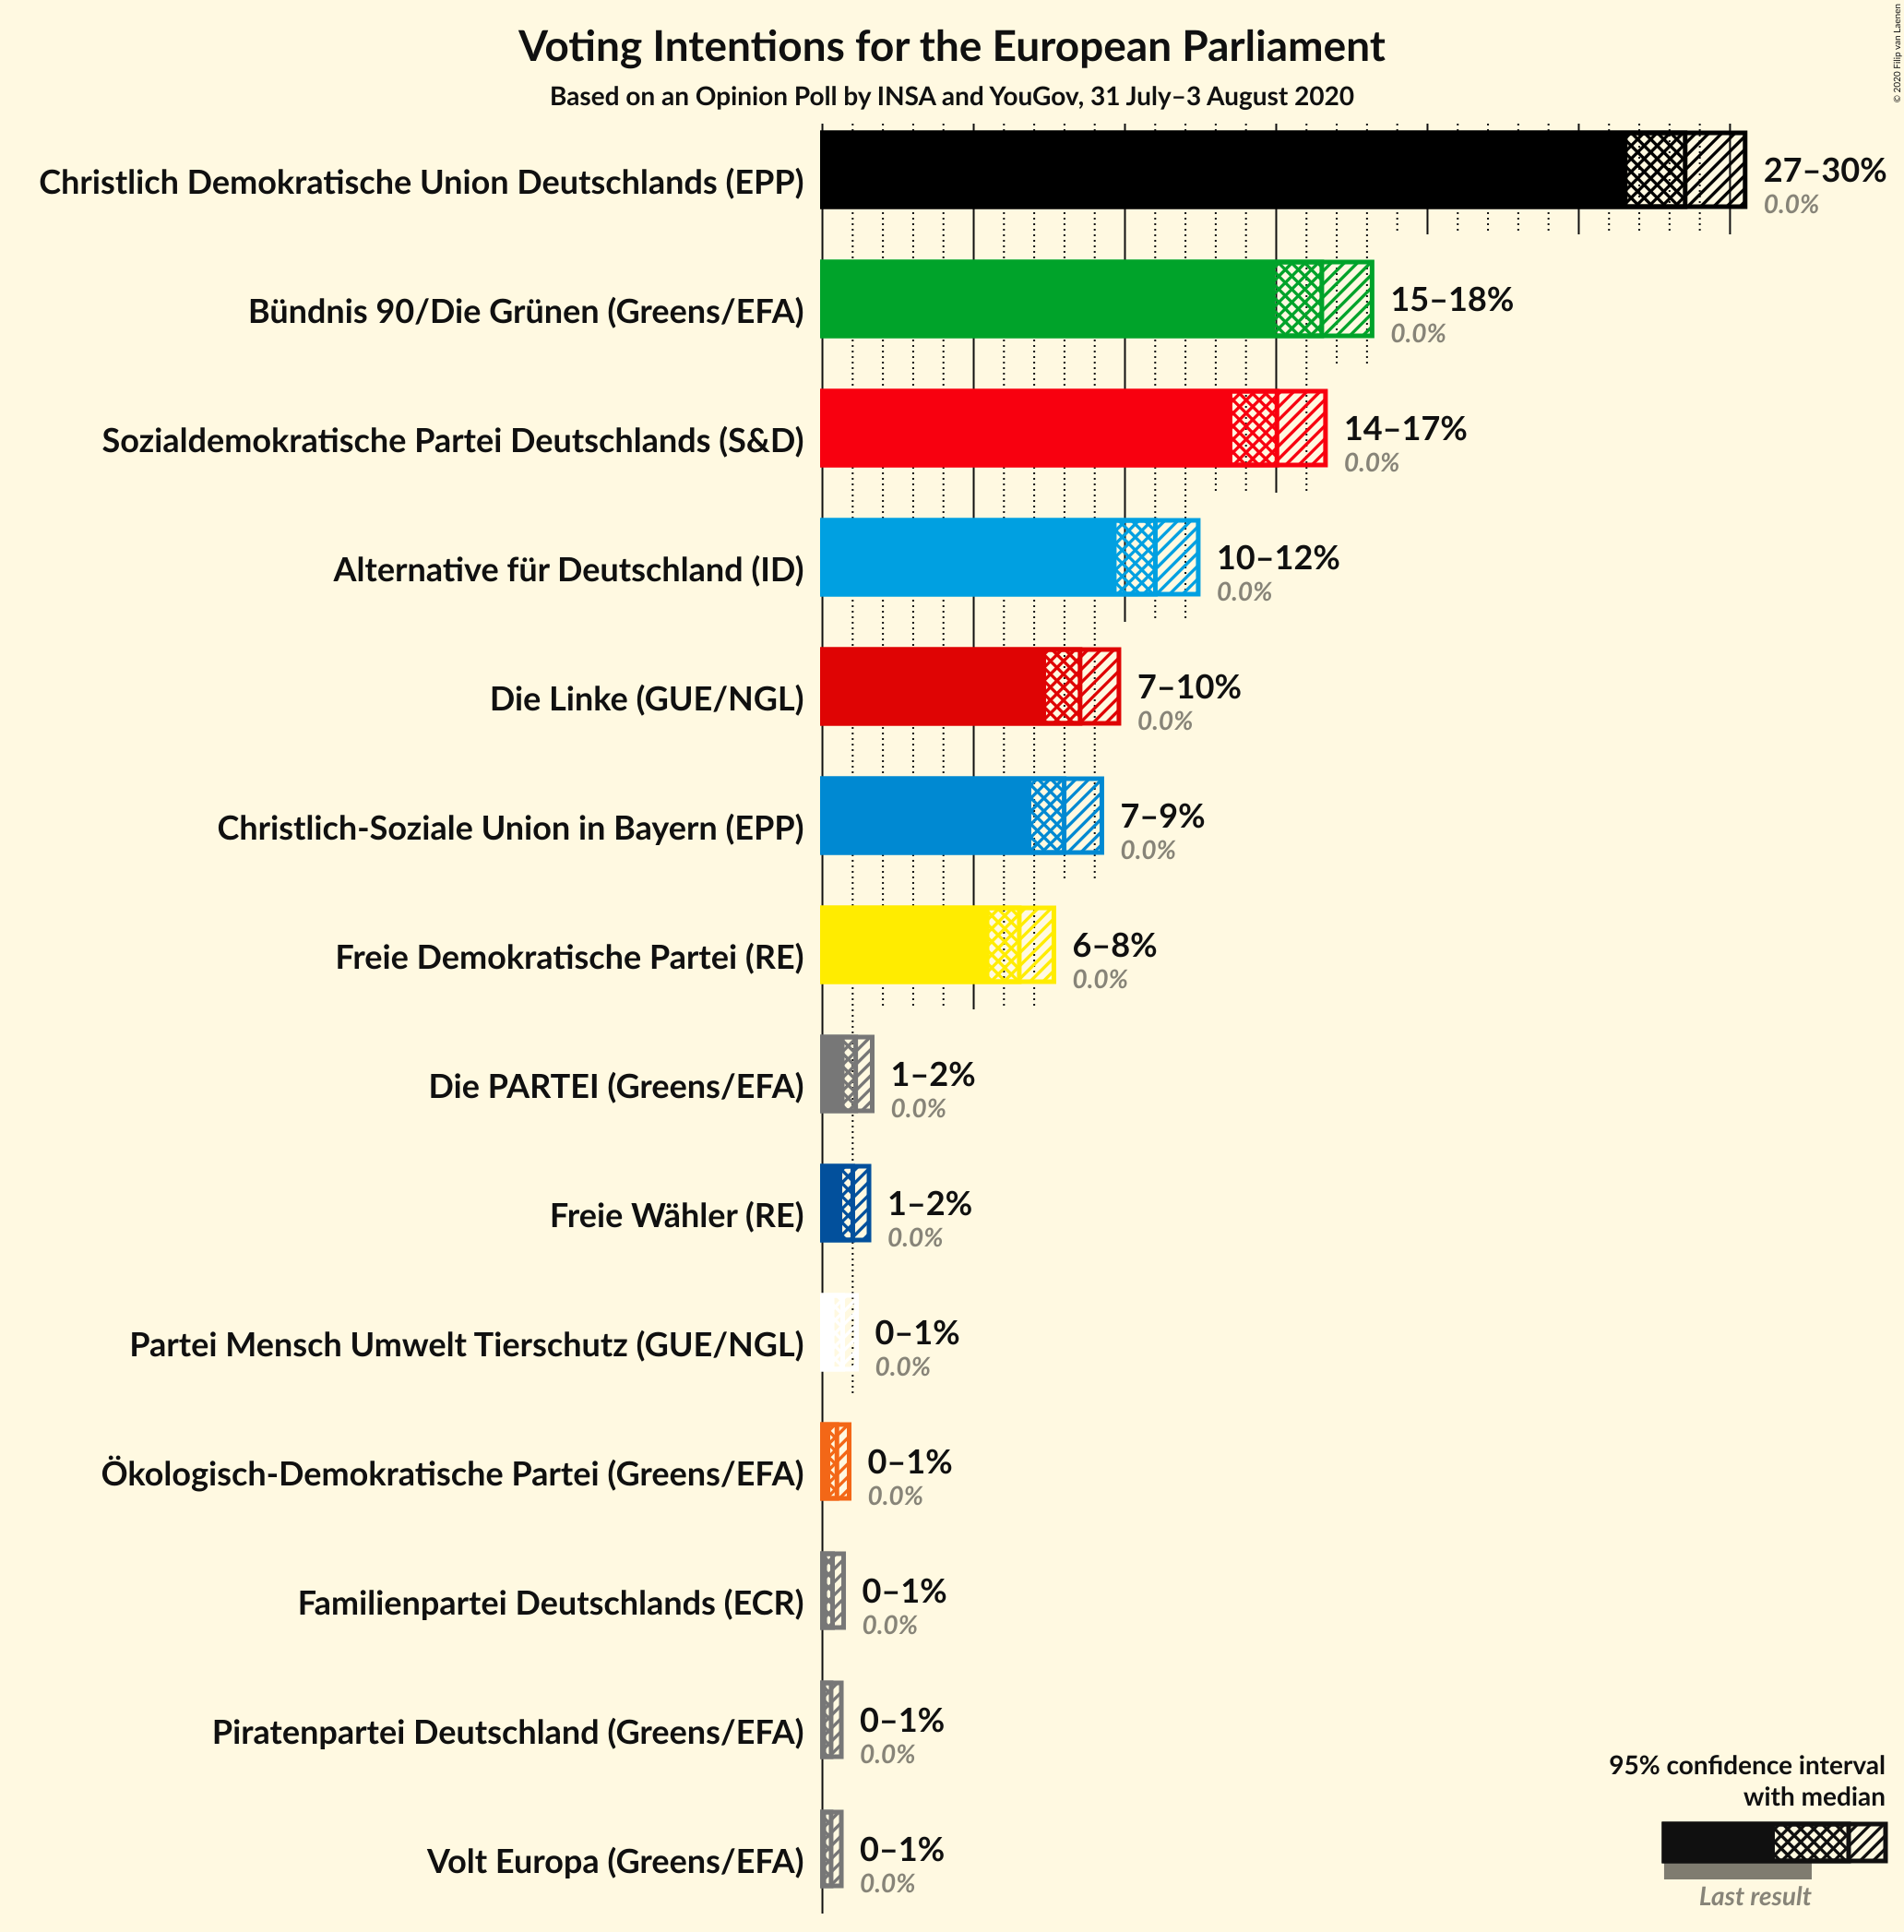 Voting Intentions for the European Parliament
Based on an Opinion Poll by INSA and YouGov, 31 July–3 August 2020
© 2020 Filip van Laenen
Christlich Demokratische Union Deutschlands (EPP)
27–30%
0.0%
Bündnis 90/Die Grünen (Greens/EFA)
15–18%
0.0%
Sozialdemokratische Partei Deutschlands (S&D)
14–17%
0.0%
Alternative für Deutschland (ID)
10–12%
0.0%
Die Linke (GUE/NGL)
7–10%
0.0%
Christlich-Soziale Union in Bayern (EPP)
7–9%
0.0%
Freie Demokratische Partei (RE)
6–8%
0.0%
Die PARTEI (Greens/EFA)
1–2%
0.0%
Freie Wähler (RE)
1–2%
0.0%
Partei Mensch Umwelt Tierschutz (GUE/NGL)
0–1%
0.0%
Ökologisch-Demokratische Partei (Greens/EFA)
0–1%
0.0%
Familienpartei Deutschlands (ECR)
0–1%
0.0%
Piratenpartei Deutschland (Greens/EFA)
0–1%
0.0%
Volt Europa (Greens/EFA)
0–1%
0.0%
95% confidence interval
with median
Last result